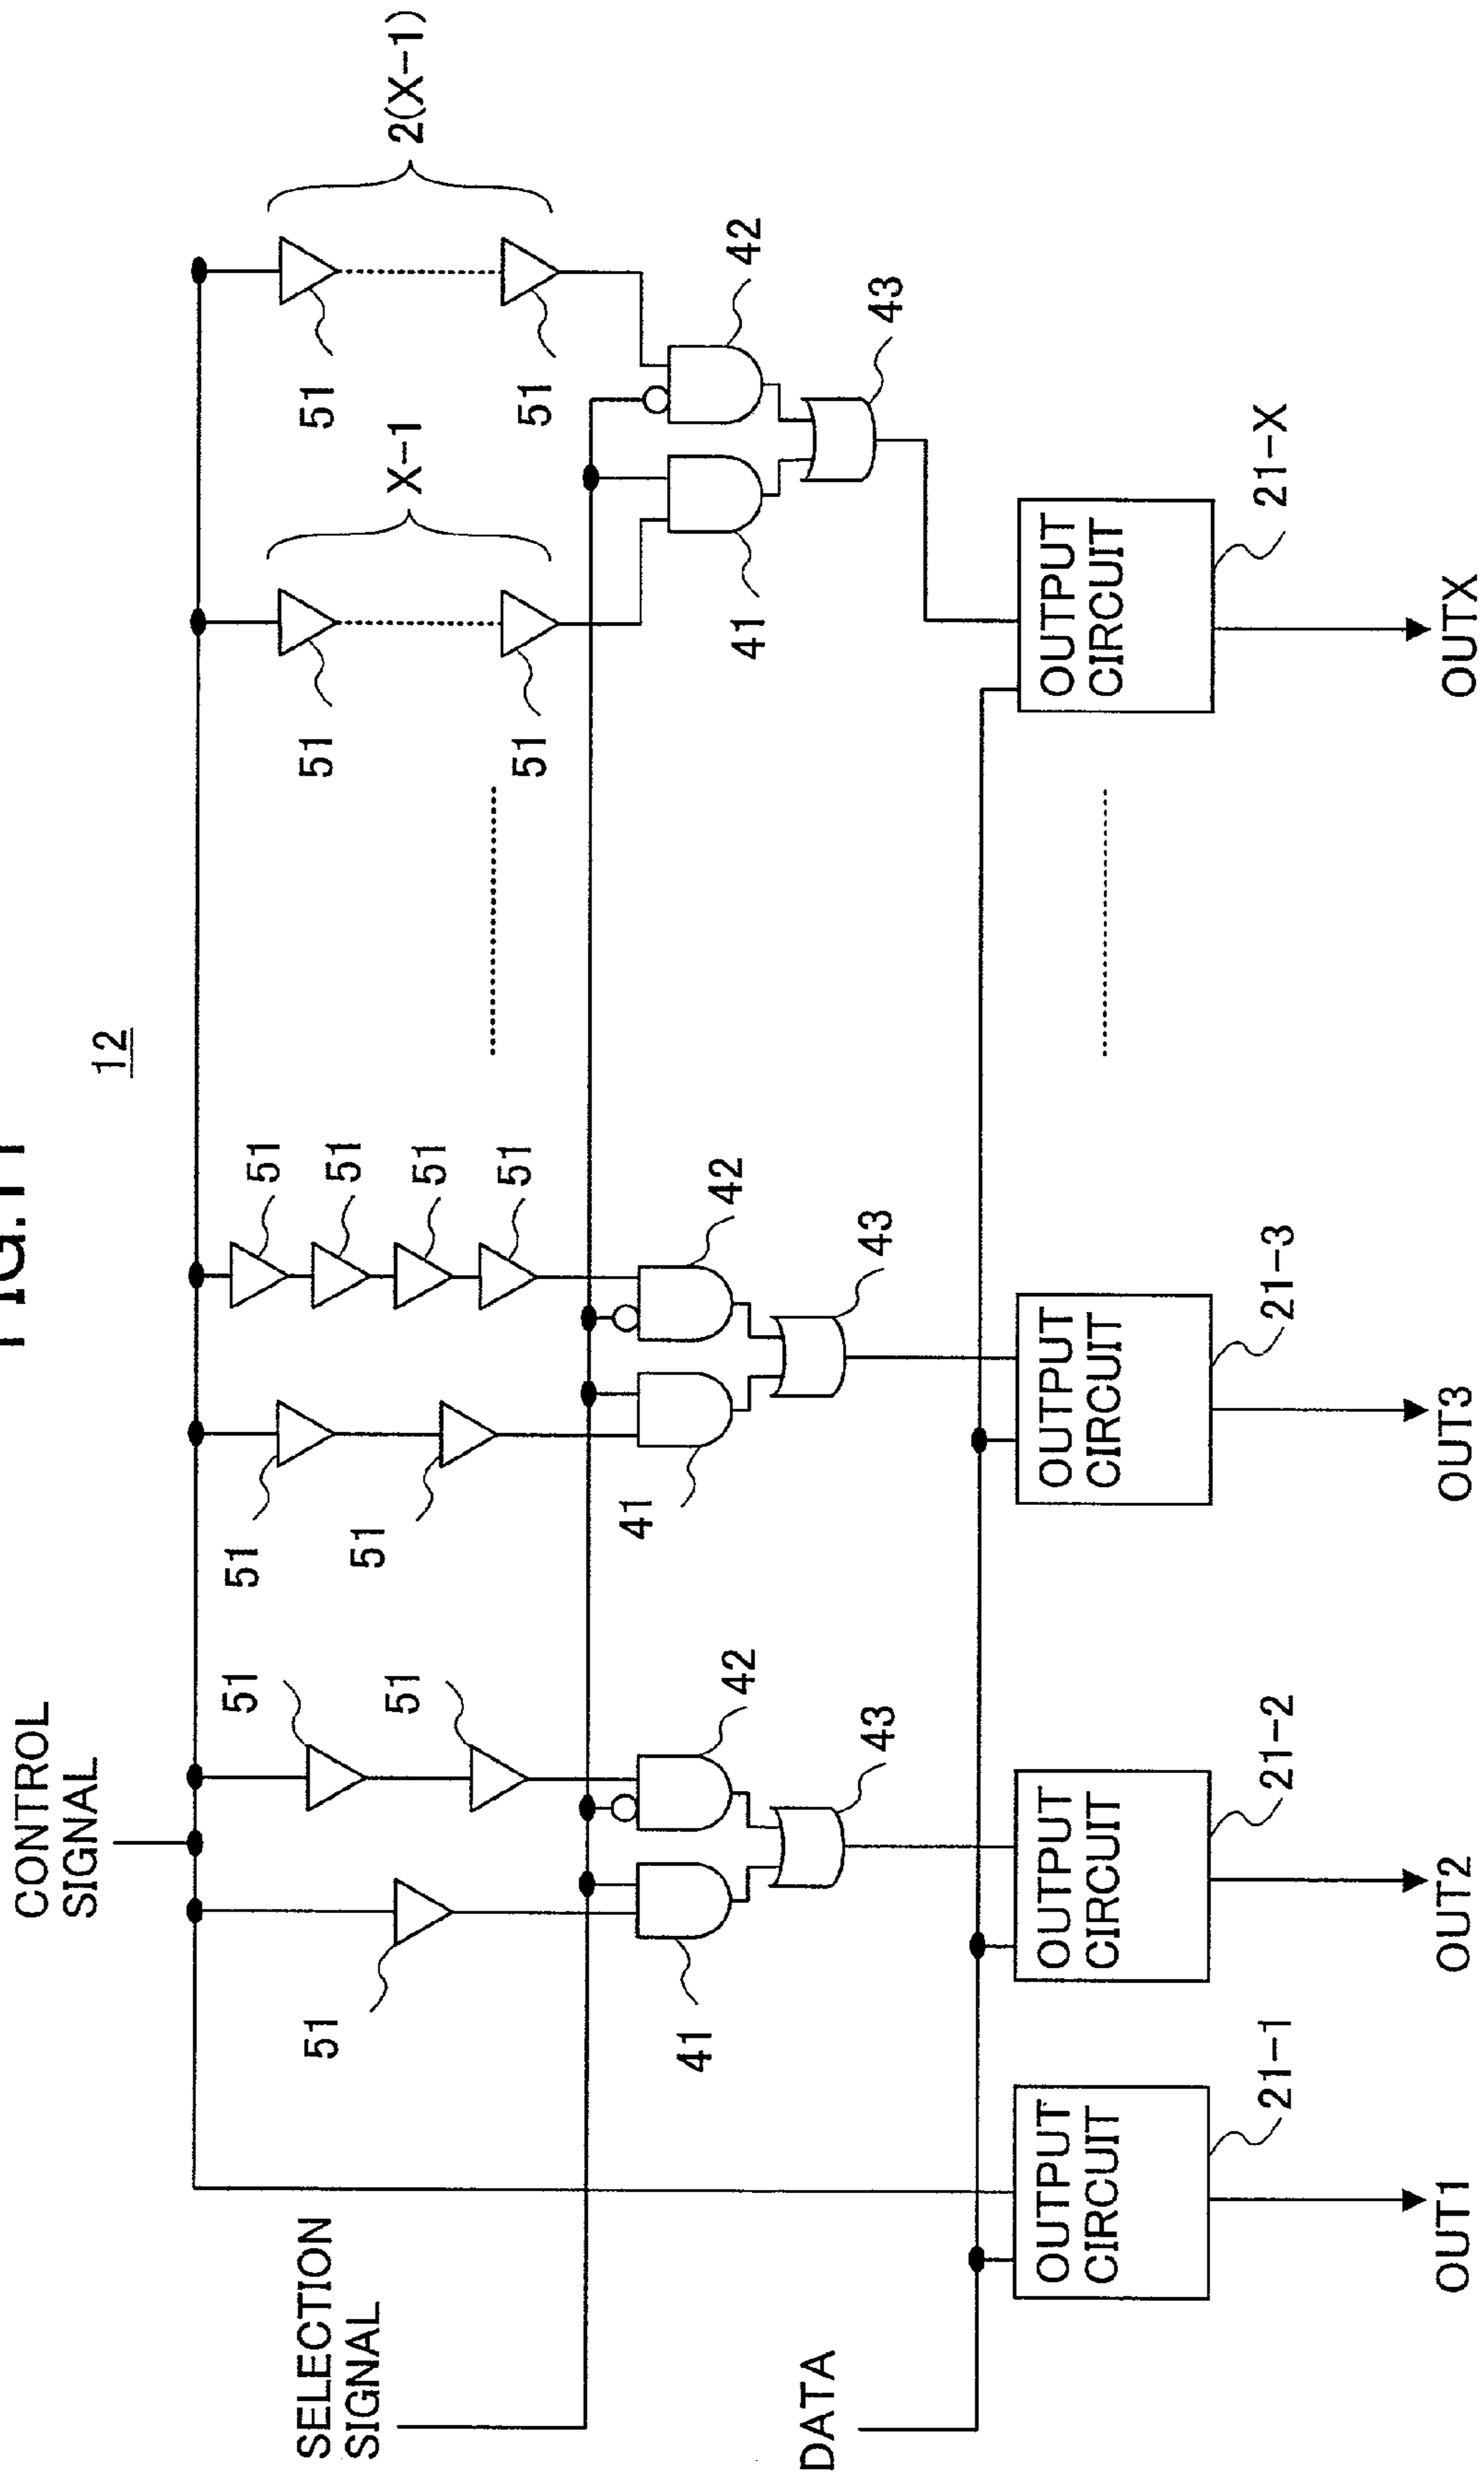 FIG. 11
12
CONTROL
SIGNAL
SELECTION
SIGNAL
DATA
51
51
51
51
51
51
51
51
51
X-1
51
51
2(X-1)
51
51
41
42
43
41
42
43
41
42
43
OUTPUT
CIRCUIT
21-1
OUTPUT
CIRCUIT
21-2
OUTPUT
CIRCUIT
21-3
OUTPUT
CIRCUIT
21-X
OUT1
OUT2
OUT3
OUTX